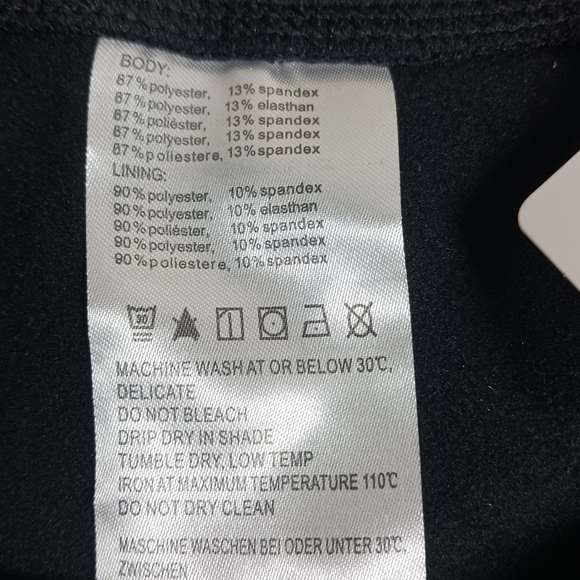 BODY:
87%polyester, 13% spandex
87%polyester, 13% elasthan
87%poliéster, 13% spandex
87%polyester, 13% spandex
87%poliestere, 13%spandex
LINING:
90%polyester, 10% spandex
90%polyester, 10% elasthan
90%poliéster, 10% spandex
90%polyester, 10% spandex
90%poliestere, 10%spandex
30
MACHINE WASH AT OR BELOW 30℃,
DELICATE
DO NOT BLEACH
DRIP DRY IN SHADE
TUMBLE DRY, LOW TEMP
IRON AT MAXIMUM TEMPERATURE 110℃
DO NOT DRY CLEAN
MASCHINE WASCHEN BEI ODER UNTER 30℃,
ZWISCHEN